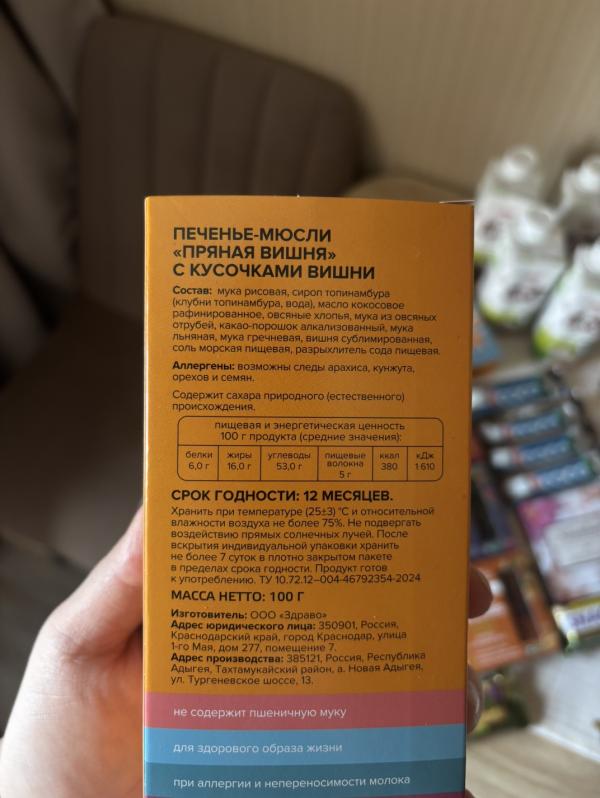 ПЕЧЕНЬЕ-МЮСЛИ
«ПРЯНАЯ ВИШНЯ»
С КУСОЧКАМИ ВИШНИ
Состав: мука рисовая, сироп топинамбура
(клубни топинамбура, вода), масло кокосовое
рафинированное, овсяные хлопья, мука из овсяных
отрубей, какао-порошок алкализованный, мука
льняная, мука гречневая, вишня сублимированная,
соль морская пищевая, разрыхлитель сода пищевая.
Аллергены: возможны следы арахиса, кунжута,
орехов и семян.
Содержит сахара природного (естественного)
происхождения.
пищевая и энергетическая ценность
100 г продукта (средние значения):
белки жиры углеводы пищевые волокна ккал кДж
6,0 г 16,0 г 53,0 г 5 г 380 1 610
СРОК ГОДНОСТИ: 12 МЕСЯЦЕВ.
Хранить при температуре (25±3) °С и относительной
влажности воздуха не более 75%. Не подвергать
воздействию прямых солнечных лучей. После
вскрытия индивидуальной упаковки хранить
не более 7 суток в плотно закрытом пакете
в пределах срока годности. Продукт готов
к употреблению. ТУ 10.72.12–004-46792354-2024
МАССА НЕТТО: 100 Г
Изготовитель: ООО «Здраво»
Адрес юридического лица: 350901, Россия,
Краснодарский край, город Краснодар, улица
1-го Мая, дом 277, помещение 7.
Адрес производства: 385121, Россия, Республика
Адыгея, Тахтамукайский район, а. Новая Адыгея,
ул. Тургеневское шоссе, 13.
не содержит пшеничную муку
для здорового образа жизни
при аллергии и непереносимости молока